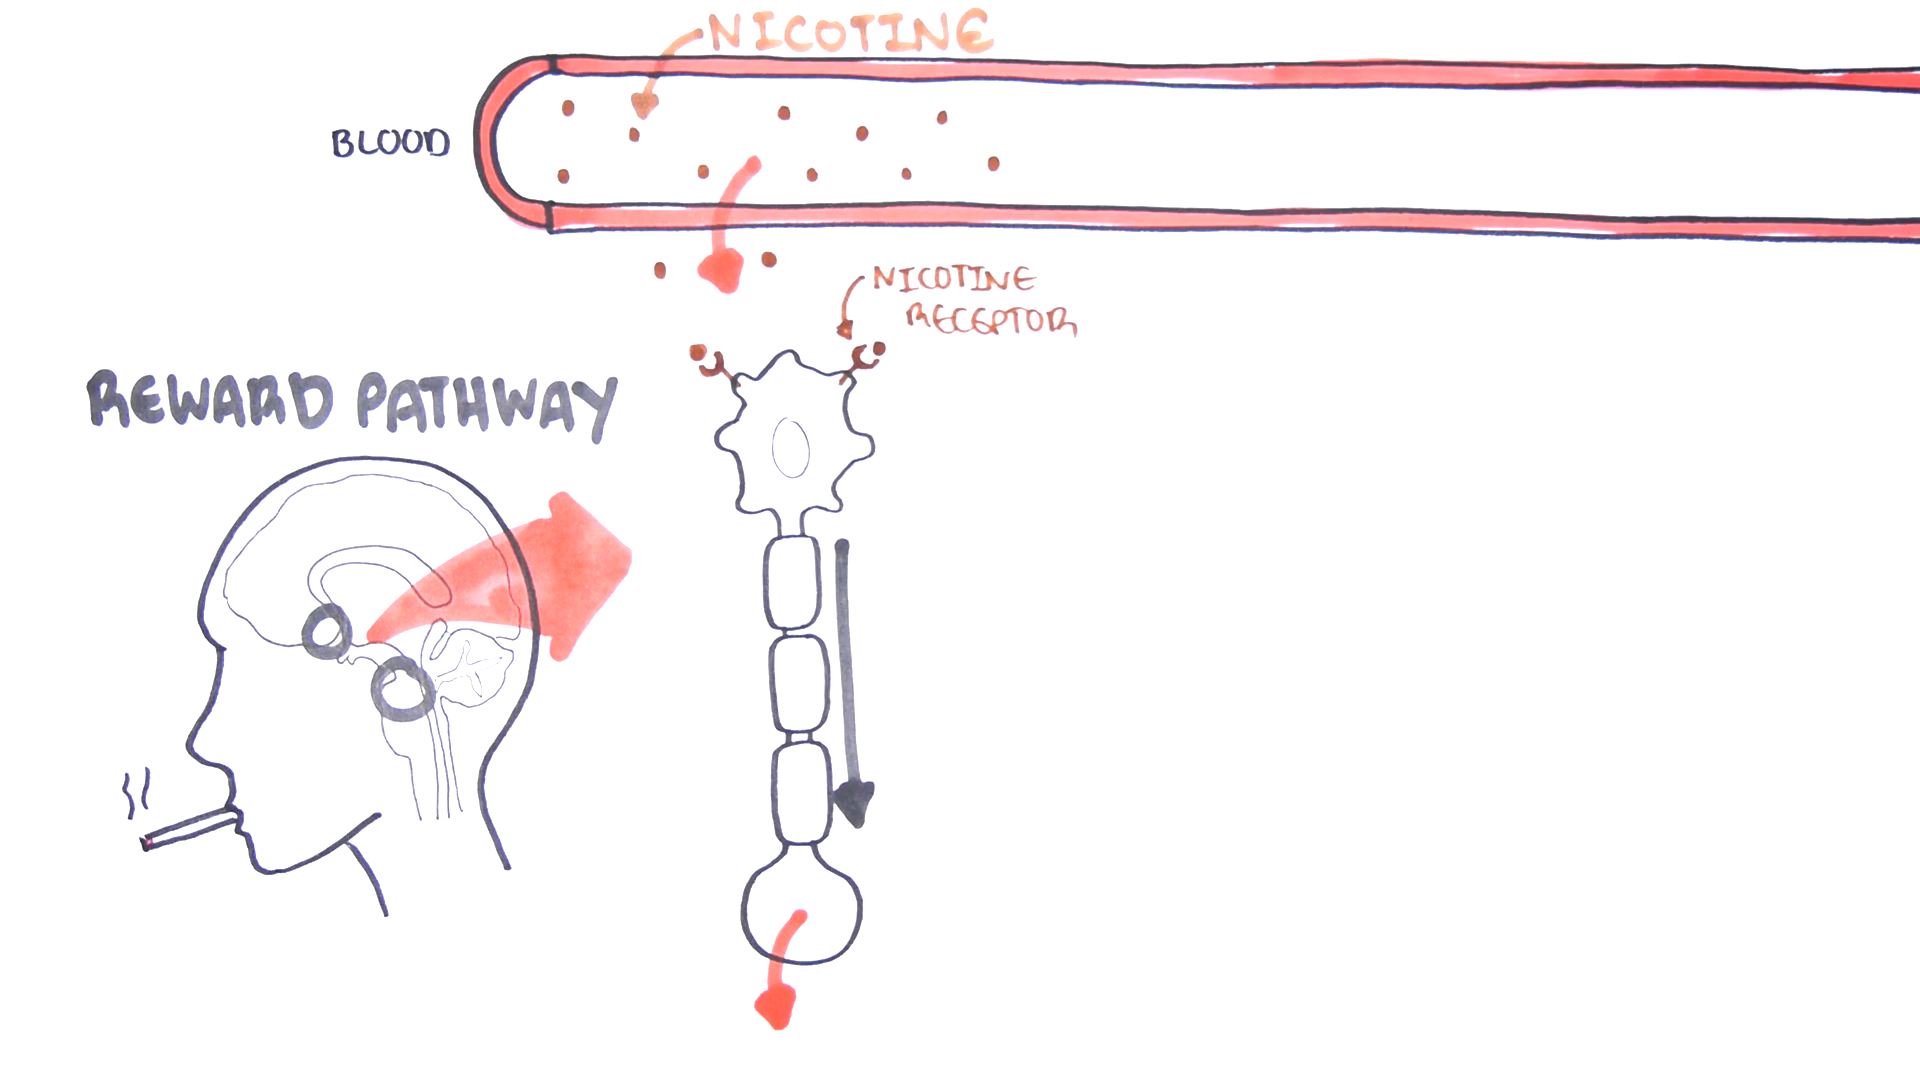 NICOTINE
BLOOD
NICOTINE
RECEPTOR
REWARD PATHWAY